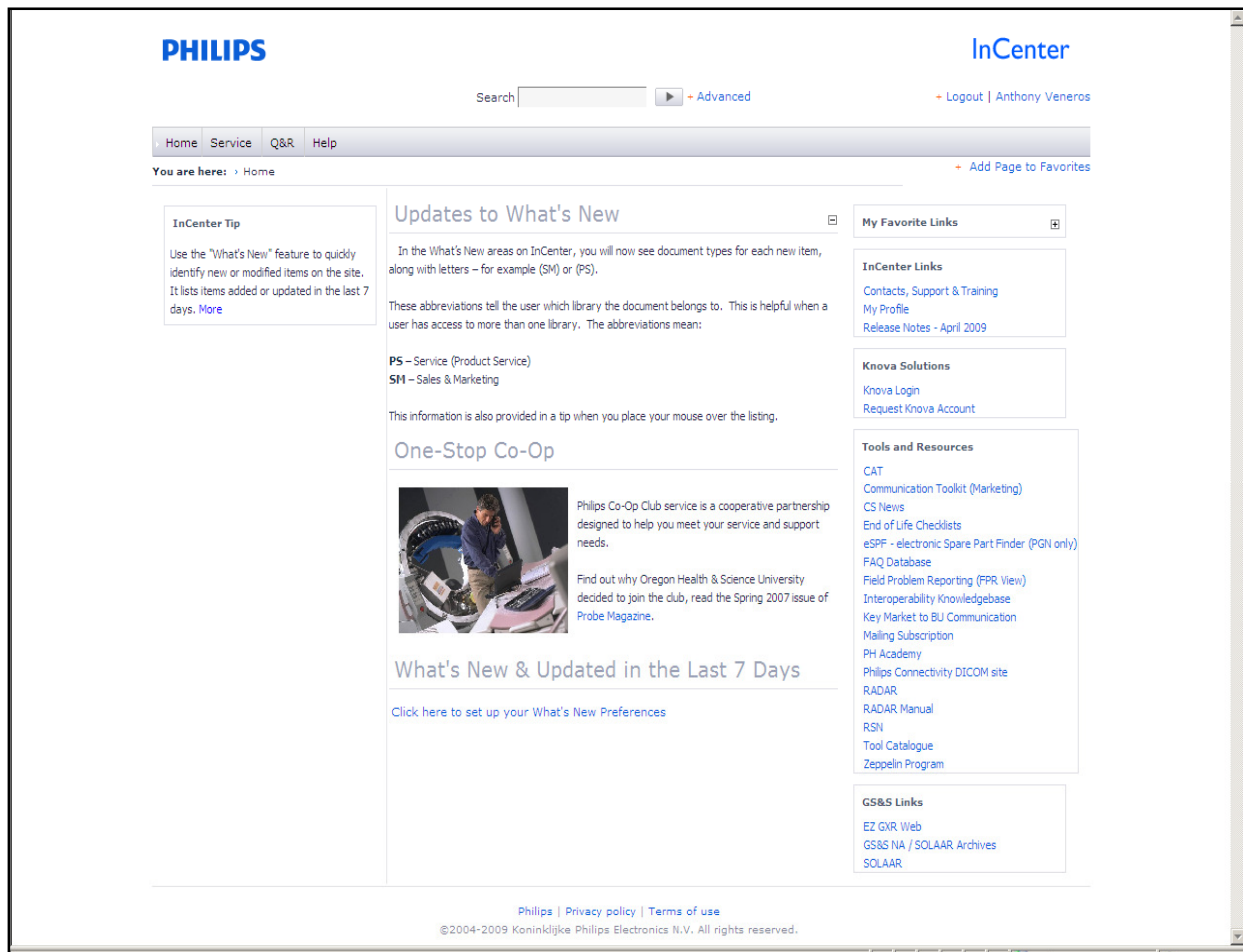 PHILIPS
InCenter
Search
+ Advanced
+ Logout | Anthony Veneros
Home Service Q&R Help
You are here: › Home
+ Add Page to Favorites
InCenter Tip
Use the "What's New" feature to quickly
identify new or modified items on the site.
It lists items added or updated in the last 7
days. More
Updates to What's New
In the What's New areas on InCenter, you will now see document types for each new item,
along with letters – for example (SM) or (PS).
These abbreviations tell the user which library the document belongs to. This is helpful when a
user has access to more than one library. The abbreviations mean:
PS – Service (Product Service)
SM – Sales & Marketing
This information is also provided in a tip when you place your mouse over the listing.
One-Stop Co-Op
Philips Co-Op Club service is a cooperative partnership
designed to help you meet your service and support
needs.
Find out why Oregon Health & Science University
decided to join the club, read the Spring 2007 issue of
Probe Magazine.
What's New & Updated in the Last 7 Days
Click here to set up your What's New Preferences
My Favorite Links
InCenter Links
Contacts, Support & Training
My Profile
Release Notes - April 2009
Knova Solutions
Knova Login
Request Knova Account
Tools and Resources
CAT
Communication Toolkit (Marketing)
CS News
End of Life Checklists
eSPF - electronic Spare Part Finder (PGN only)
FAQ Database
Field Problem Reporting (FPR View)
Interoperability Knowledgebase
Key Market to BU Communication
Mailing Subscription
PH Academy
Philips Connectivity DICOM site
RADAR
RADAR Manual
RSN
Tool Catalogue
Zeppelin Program
GS&S Links
EZ GXR Web
GS&S NA / SOLAAR Archives
SOLAAR
Philips | Privacy policy | Terms of use
©2004-2009 Koninklijke Philips Electronics N.V. All rights reserved.